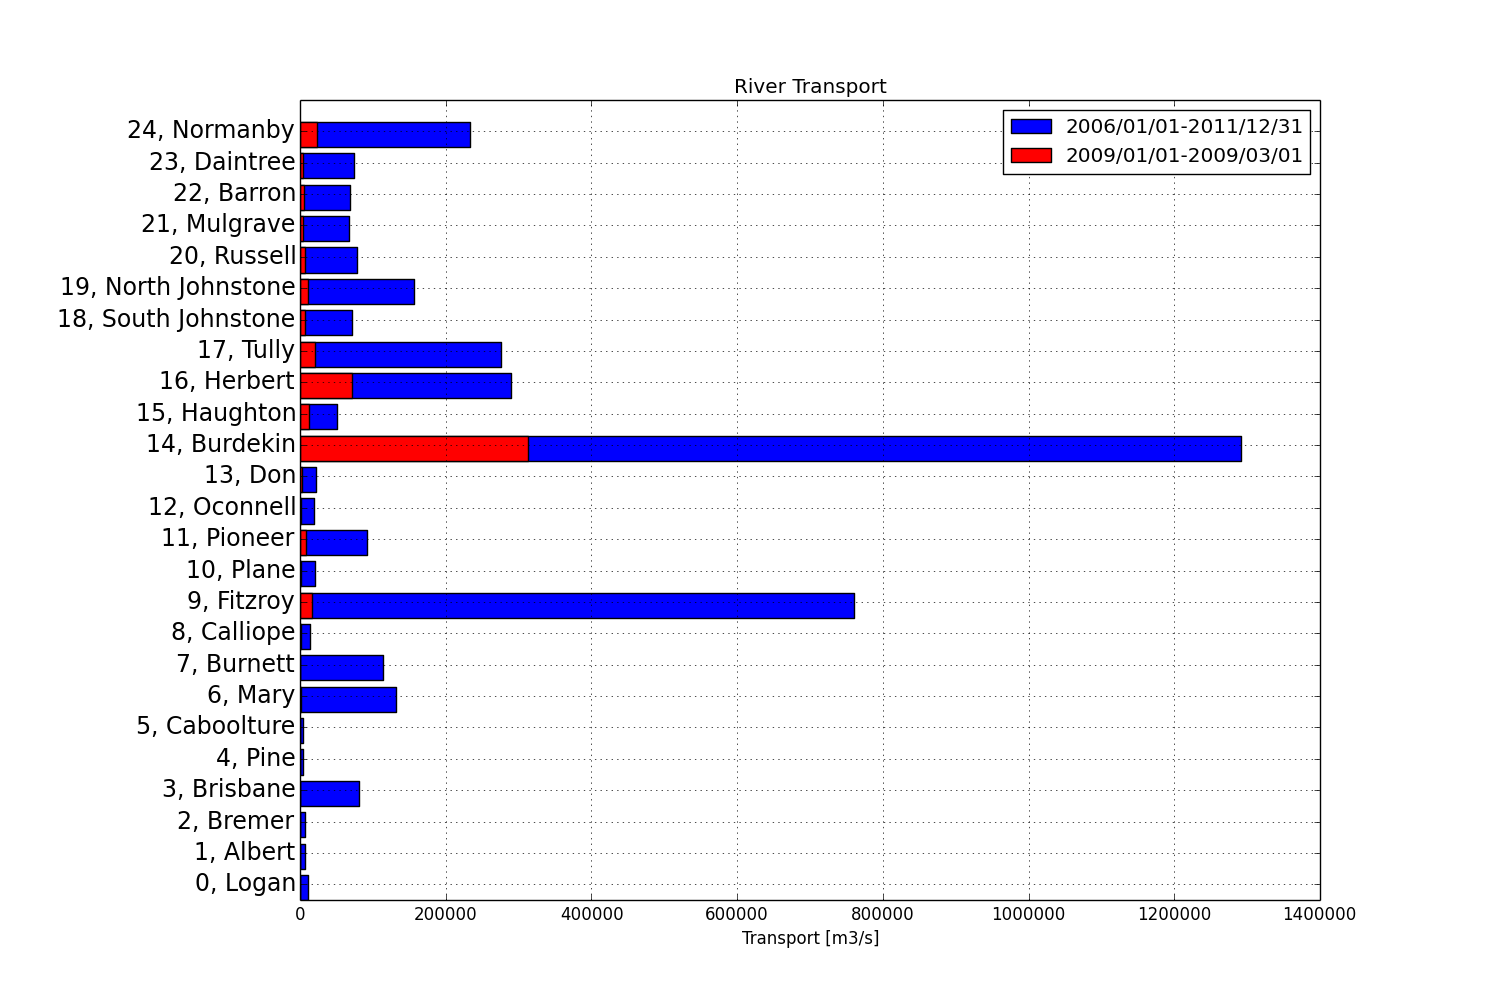 River Transport
2006/01/01-2011/12/31
2009/01/01-2009/03/01
24, Normanby
23, Daintree
22, Barron
21, Mulgrave
20, Russell
19, North Johnstone
18, South Johnstone
17, Tully
16, Herbert
15, Haughton
14, Burdekin
13, Don
12, Oconnell
11, Pioneer
10, Plane
9, Fitzroy
8, Calliope
7, Burnett
6, Mary
5, Caboolture
4, Pine
3, Brisbane
2, Bremer
1, Albert
0, Logan
0 200000 400000 600000 800000 1000000 1200000 1400000
Transport [m3/s]